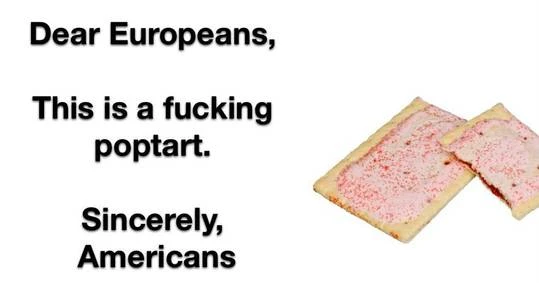 Dear Europeans,
This is a fucking
poptart.
Sincerely,
Americans